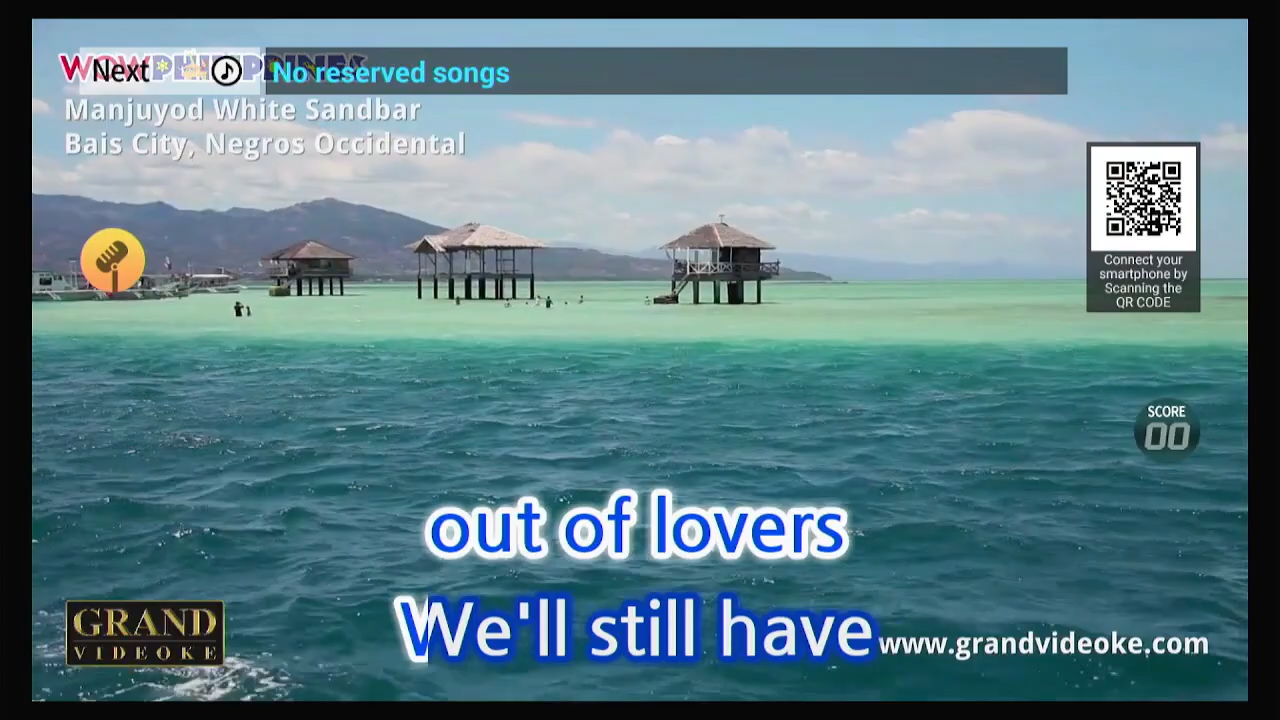 WOWPHILIPPINES
Next
No reserved songs
Manjuyod White Sandbar
Bais City, Negros Occidental
Connect your
smartphone by
Scanning the
QR CODE
SCORE
00
out of lovers
We'll still have
GRAND
VIDEOKE
www.grandvideoke.com